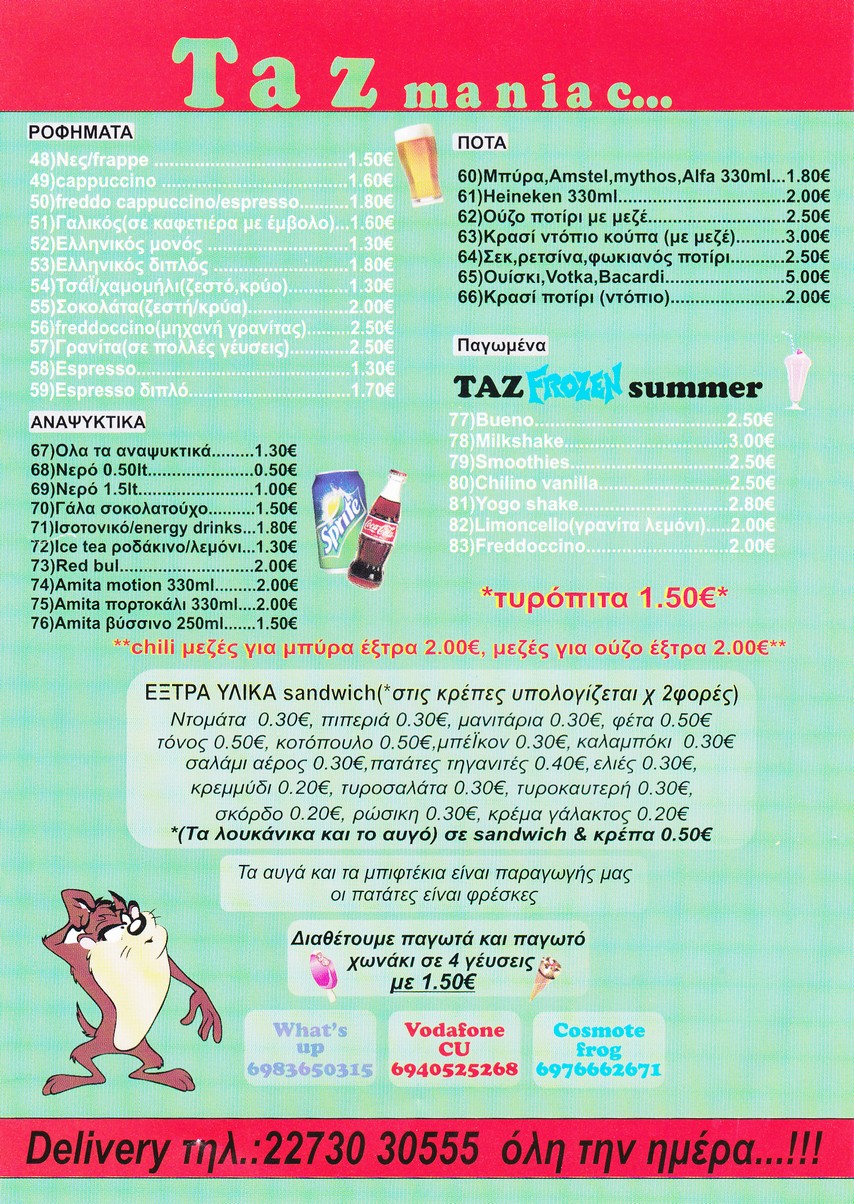 Taz maniac...
ΡΟΦΗΜΑΤΑ
48)Νες/frappe ...........................1.50€
49)cappuccino ..........................1.60€
50)freddo cappuccino/espresso..........1.80€
51)Γαλικός(σε καφετιέρα με έμβολο)...1.60€
52)Ελληνικός μονός ....................1.30€
53)Ελληνικός διπλός ...................1.80€
54)Τσάϊ/χαμομήλι(ζεστό,κρύο)...........1.30€
55)Σοκολάτα(ζεστή/κρύα)................2.00€
56)freddoccino(μηχανή γρανίτας)........2.50€
57)Γρανίτα(σε πολλές γέυσεις)...........2.50€
58)Espresso............................1.30€
59)Espresso διπλό......................1.70€
ΑΝΑΨΥΚΤΙΚΑ
67)Ολα τα αναψυκτικά.........1.30€
68)Νερό 0.50lt......................0.50€
69)Νερό 1.5lt........................1.00€
70)Γάλα σοκολατούχο..........1.50€
71)Ισοτονικό/energy drinks...1.80€
72)Ice tea ροδάκινο/λεμόνι...1.30€
73)Red bul............................2.00€
74)Amita motion 330ml.........2.00€
75)Amita πορτοκάλι 330ml....2.00€
76)Amita βύσσινο 250ml.......1.50€
Sprite
Coca-Cola
ΠΟΤΑ
60)Μπύρα,Amstel,mythos,Alfa 330ml...1.80€
61)Heineken 330ml............................2.00€
62)Ούζο ποτίρι με μεζέ.......................2.50€
63)Κρασί ντόπιο κούπα (με μεζέ)..........3.00€
64)Σεκ,ρετσίνα,φωκιανός ποτίρι...........2.50€
65)Ουίσκι,Votka,Bacardi.....................5.00€
66)Κρασί ποτίρι (ντόπιο).....................2.00€
Παγωμένα
TAZ FROZEN summer
77)Bueno....................................2.50€
78)Milkshake..............................3.00€
79)Smoothies.............................2.50€
80)Chilino vanilla.........................2.50€
81)Yogo shake............................2.80€
82)Limoncello(γρανίτα λεμόνι)....2.00€
83)Freddoccino...........................2.00€
*τυρόπιτα 1.50€*
**chili μεζές για μπύρα έξτρα 2.00€, μεζές για ούζο έξτρα 2.00€**
ΕΞΤΡΑ ΥΛΙΚΑ sandwich(*στις κρέπες υπολογίζεται χ 2φορές)
Ντομάτα 0.30€, πιπεριά 0.30€, μανιτάρια 0.30€, φέτα 0.50€
τόνος 0.50€, κοτόπουλο 0.50€,μπέϊκον 0.30€, καλαμπόκι 0.30€
σαλάμι αέρος 0.30€,πατάτες τηγανιτές 0.40€,ελιές 0.30€,
κρεμμύδι 0.20€, τυροσαλάτα 0.30€, τυροκαυτερή 0.30€,
σκόρδο 0.20€, ρώσικη 0.30€, κρέμα γάλακτος 0.20€
*(Τα λουκάνικα και το αυγό) σε sandwich & κρέπα 0.50€
Τα αυγά και τα μπιφτέκια είναι παραγωγής μας
οι πατάτες είναι φρέσκες
Διαθέτουμε παγωτά και παγωτό
χωνάκι σε 4 γέυσεις
με 1.50€
What's
up
6983650315
Vodafone
CU
6940525268
Cosmote
frog
6976662671
Delivery τηλ.:22730 30555 όλη την ημέρα...!!!